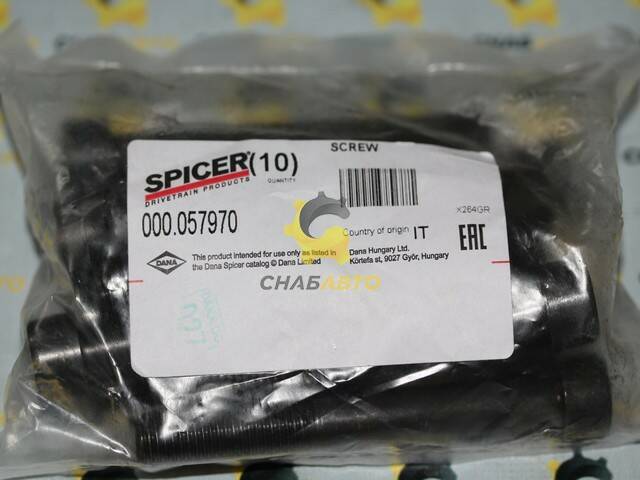 SCREW
SPICER (10)
DRIVETRAIN PRODUCTS
QUANTITY
000.057970
X264GR
Country of origin IT
EAC
DANA
This product intended for use only as listed in
the Dana Spicer catalog © Dana Limited
Dana Hungary Ltd.
Körtefa st, 9027 Győr, Hungary
СНАБАВТО